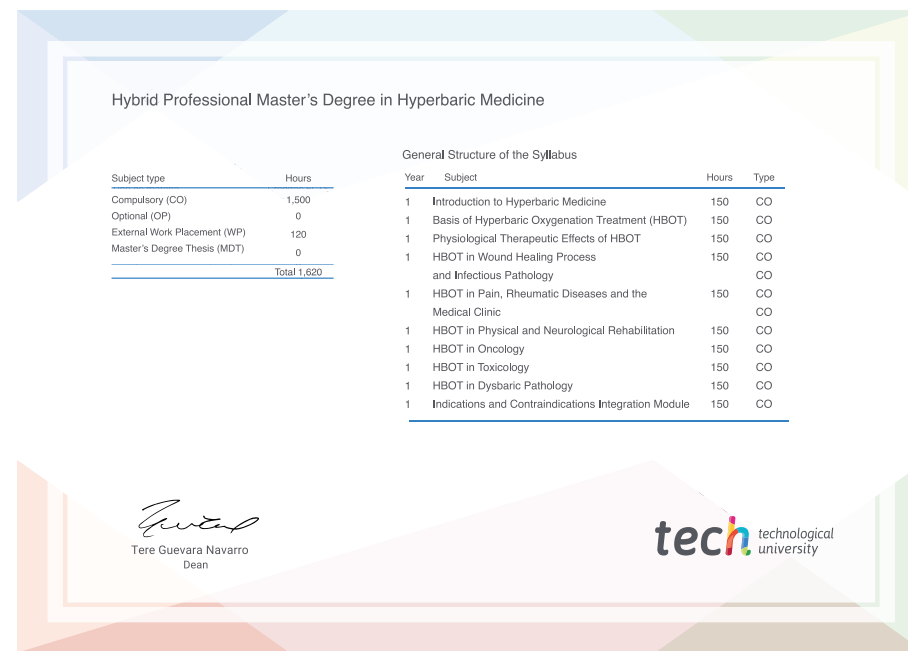 Hybrid Professional Master's Degree in Hyperbaric Medicine
Subject type Hours
Compulsory (CO) 1,500
Optional (OP) 0
External Work Placement (WP) 120
Master's Degree Thesis (MDT) 0
Total 1,620
General Structure of the Syllabus
Year Subject Hours Type
1 Introduction to Hyperbaric Medicine 150 CO
1 Basis of Hyperbaric Oxygenation Treatment (HBOT) 150 CO
1 Physiological Therapeutic Effects of HBOT 150 CO
1 HBOT in Wound Healing Process 150 CO
and Infectious Pathology CO
1 HBOT in Pain, Rheumatic Diseases and the 150 CO
Medical Clinic CO
1 HBOT in Physical and Neurological Rehabilitation 150 CO
1 HBOT in Oncology 150 CO
1 HBOT in Toxicology 150 CO
1 HBOT in Dysbaric Pathology 150 CO
1 Indications and Contraindications Integration Module 150 CO
Tere Guevara Navarro
Dean
tech technological
university